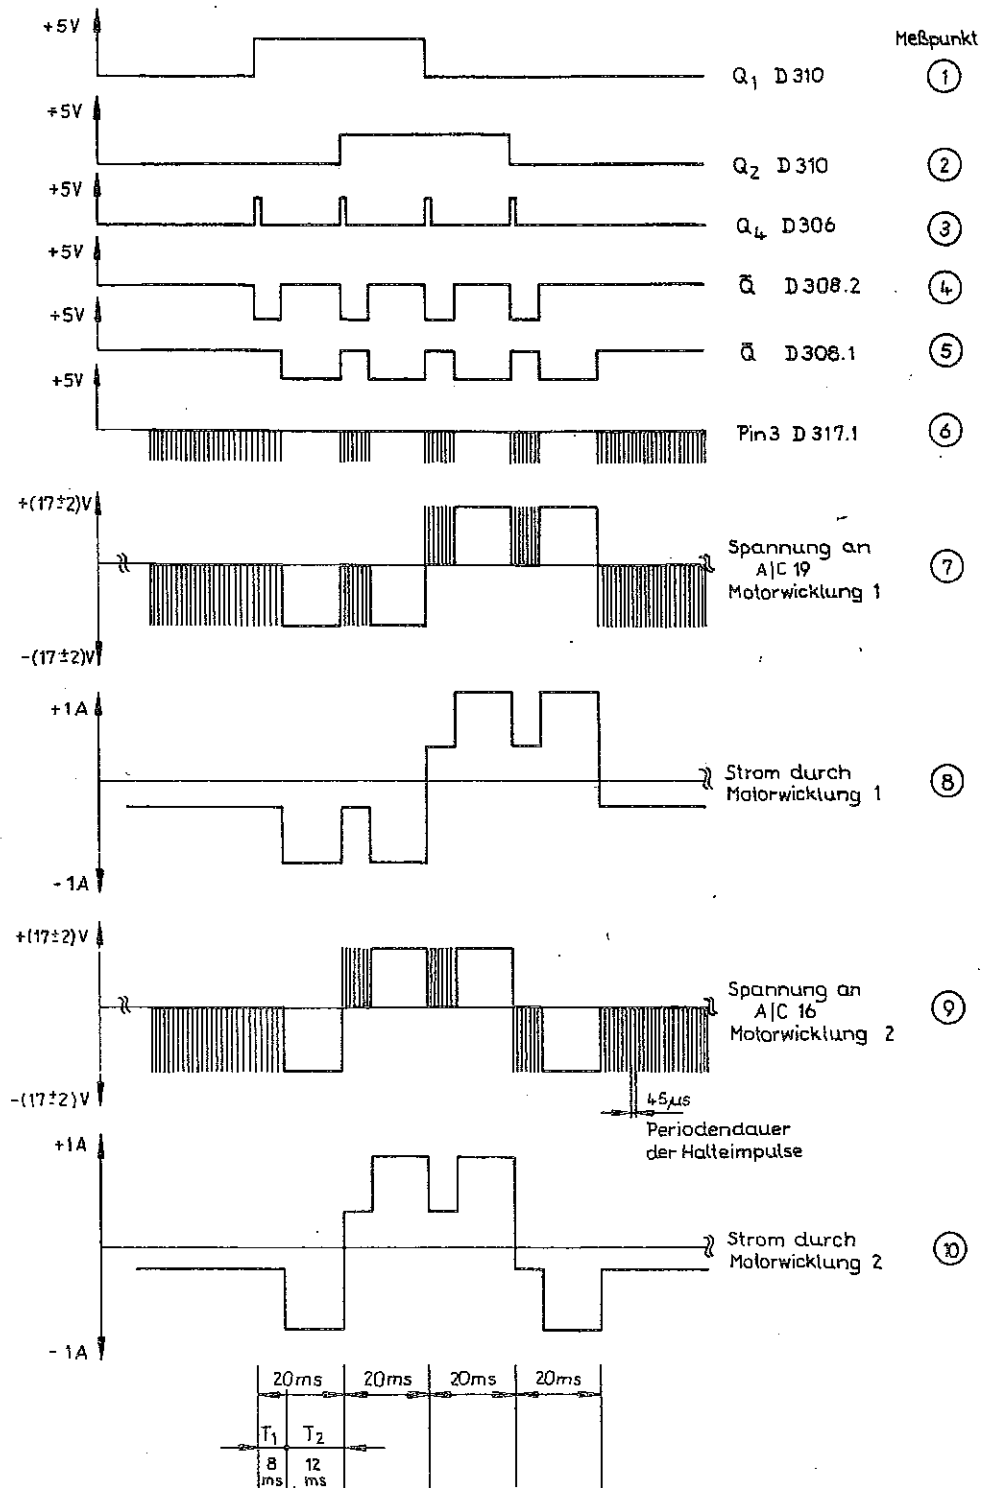 +5V
Meßpunkt
Q1 D310
1
+5V
Q2 D310
2
+5V
Q4 D306
3
+5V
Q̄ D308.2
4
+5V
Q̄ D308.1
5
+5V
Pin3 D317.1
6
+(17±2)V
Spannung an
A|C 19
Motorwicklung 1
7
-(17±2)V
+1A
Strom durch
Motorwicklung 1
8
-1A
+(17±2)V
Spannung an
A|C 16
Motorwicklung 2
9
-(17±2)V
45µs
Periodendauer
der Halteimpulse
+1A
Strom durch
Motorwicklung 2
10
-1A
20ms 20ms 20ms 20ms
T1 T2
8 12
ms ms